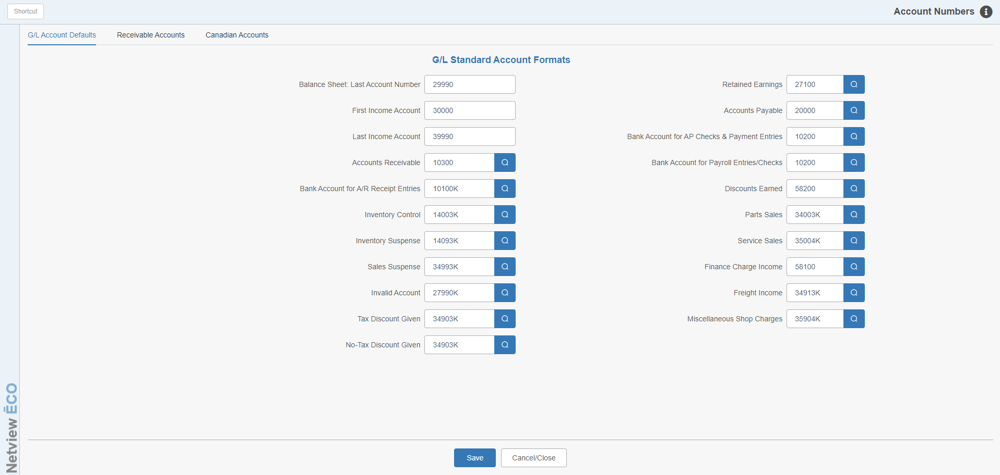 Shortcut
Account Numbers
G/L Account Defaults
Receivable Accounts
Canadian Accounts
G/L Standard Account Formats
Balance Sheet: Last Account Number 29990
First Income Account 30000
Last Income Account 39990
Accounts Receivable 10300
Bank Account for A/R Receipt Entries 10100K
Inventory Control 14003K
Inventory Suspense 14093K
Sales Suspense 34993K
Invalid Account 27990K
Tax Discount Given 34903K
No-Tax Discount Given 34903K
Retained Earnings 27100
Accounts Payable 20000
Bank Account for AP Checks & Payment Entries 10200
Bank Account for Payroll Entries/Checks 10200
Discounts Earned 58200
Parts Sales 34003K
Service Sales 35004K
Finance Charge Income 58100
Freight Income 34913K
Miscellaneous Shop Charges 35904K
Netview ĒCO
Save
Cancel/Close